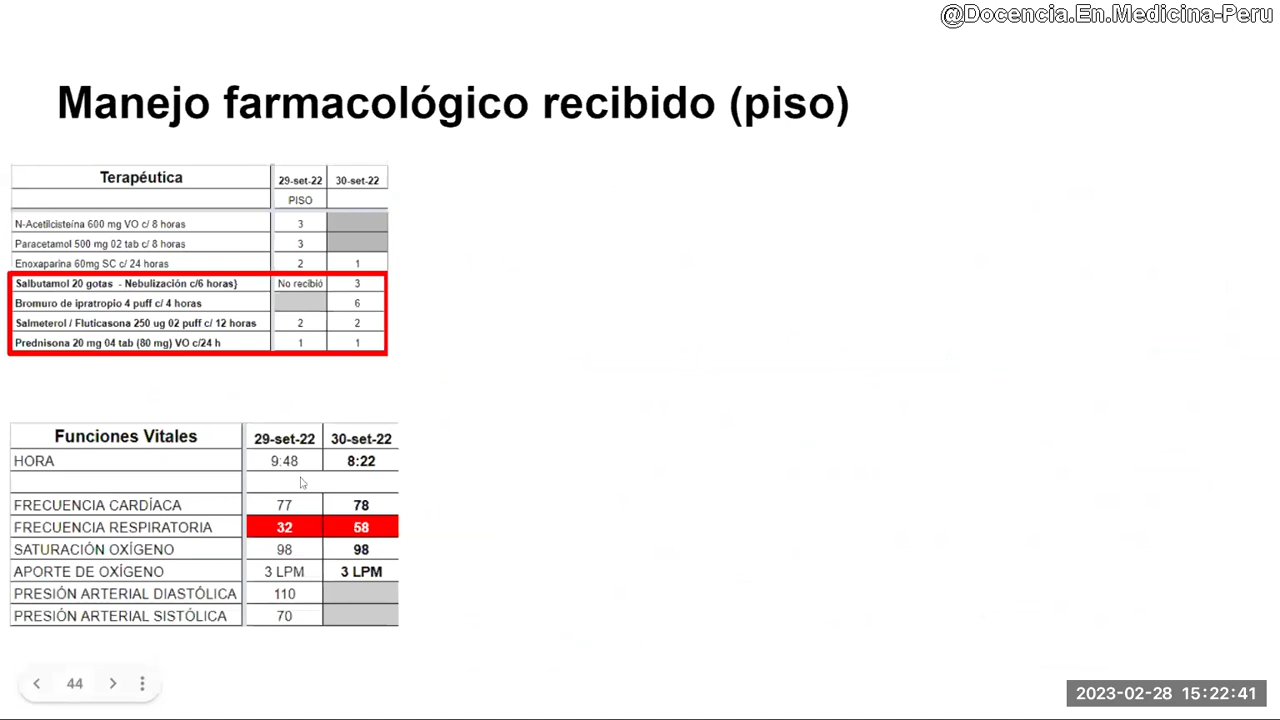 @Docencia.En.Medicina-Peru
Manejo farmacológico recibido (piso)
Terapéutica 29-set-22 30-set-22
PISO
N-Acetilcisteína 600 mg VO c/ 8 horas 3
Paracetamol 500 mg 02 tab c/ 8 horas 3
Enoxaparina 60mg SC c/ 24 horas 2 1
Salbutamol 20 gotas - Nebulización c/6 horas} No recibió 3
Bromuro de ipratropio 4 puff c/ 4 horas 6
Salmeterol / Fluticasona 250 ug 02 puff c/ 12 horas 2 2
Prednisona 20 mg 04 tab (80 mg) VO c/24 h 1 1
Funciones Vitales 29-set-22 30-set-22
HORA 9:48 8:22
FRECUENCIA CARDÍACA 77 78
FRECUENCIA RESPIRATORIA 32 58
SATURACIÓN OXÍGENO 98 98
APORTE DE OXÍGENO 3 LPM 3 LPM
PRESIÓN ARTERIAL DIASTÓLICA 110
PRESIÓN ARTERIAL SISTÓLICA 70
44
2023-02-28 15:22:41